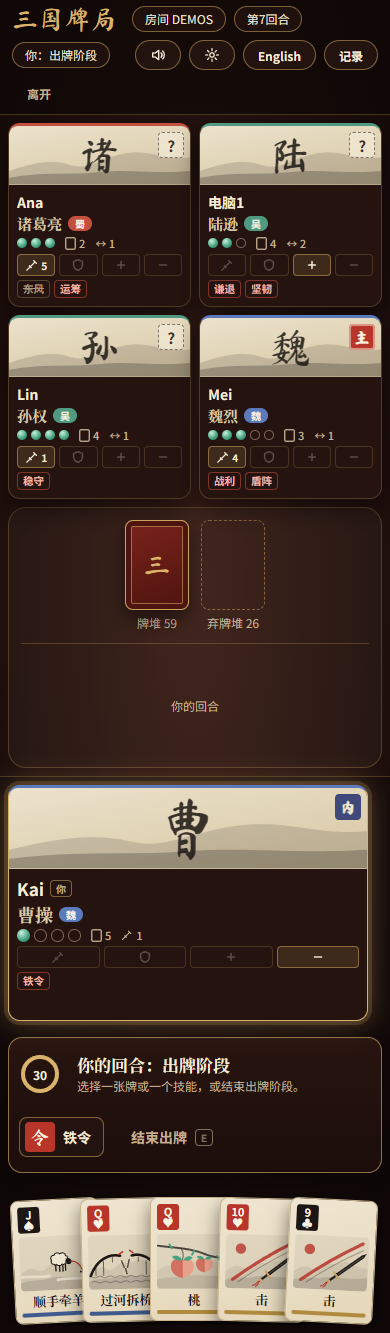 三国牌局
房间 DEMOS
第7回合
你：出牌阶段
English
记录
离开
诸
?
Ana
诸葛亮 蜀
2 ↔1
5
+
−
东风 运筹
陆
?
电脑1
陆逊 吴
4 ↔2
+
−
谦退 坚韧
孙
?
Lin
孙权 吴
4 ↔1
1
+
−
稳守
魏
主
Mei
魏烈 魏
3 ↔1
4
+
−
战利 盾阵
三
牌堆 59
弃牌堆 26
你的回合
曹
内
Kai 你
曹操 魏
5 1
+
−
铁令
30
你的回合：出牌阶段
选择一张牌或一个技能，或结束出牌阶段。
令 铁令
结束出牌 E
J♠
顺手牵羊
Q♥
过河拆桥
Q♥
桃
10♥
击
9♣
击